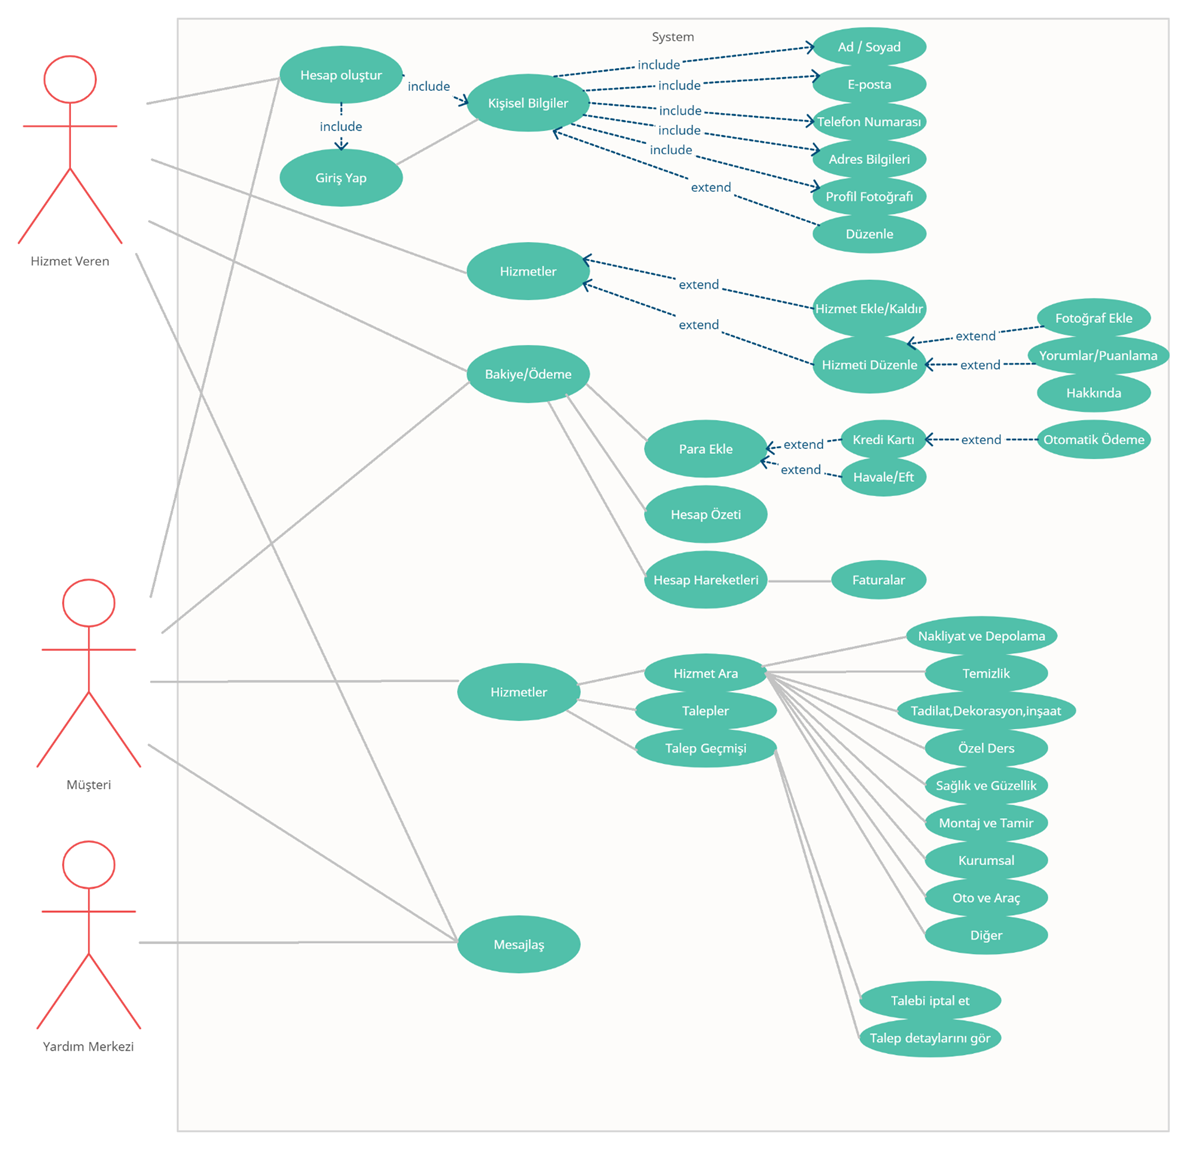 System
Hesap oluştur
include
Kişisel Bilgiler
include
Giriş Yap
include
include
include
include
include
extend
Ad / Soyad
E-posta
Telefon Numarası
Adres Bilgileri
Profil Fotoğrafı
Düzenle
Hizmet Veren
Hizmetler
extend
extend
Hizmet Ekle/Kaldır
Hizmeti Düzenle
extend
extend
Fotoğraf Ekle
Yorumlar/Puanlama
Hakkında
Bakiye/Ödeme
Para Ekle
extend
extend
Kredi Kartı
Havale/Eft
extend
Otomatik Ödeme
Hesap Özeti
Hesap Hareketleri
Faturalar
Müşteri
Hizmetler
Hizmet Ara
Talepler
Talep Geçmişi
Nakliyat ve Depolama
Temizlik
Tadilat,Dekorasyon,inşaat
Özel Ders
Sağlık ve Güzellik
Montaj ve Tamir
Kurumsal
Oto ve Araç
Diğer
Mesajlaş
Talebi iptal et
Talep detaylarını gör
Yardım Merkezi